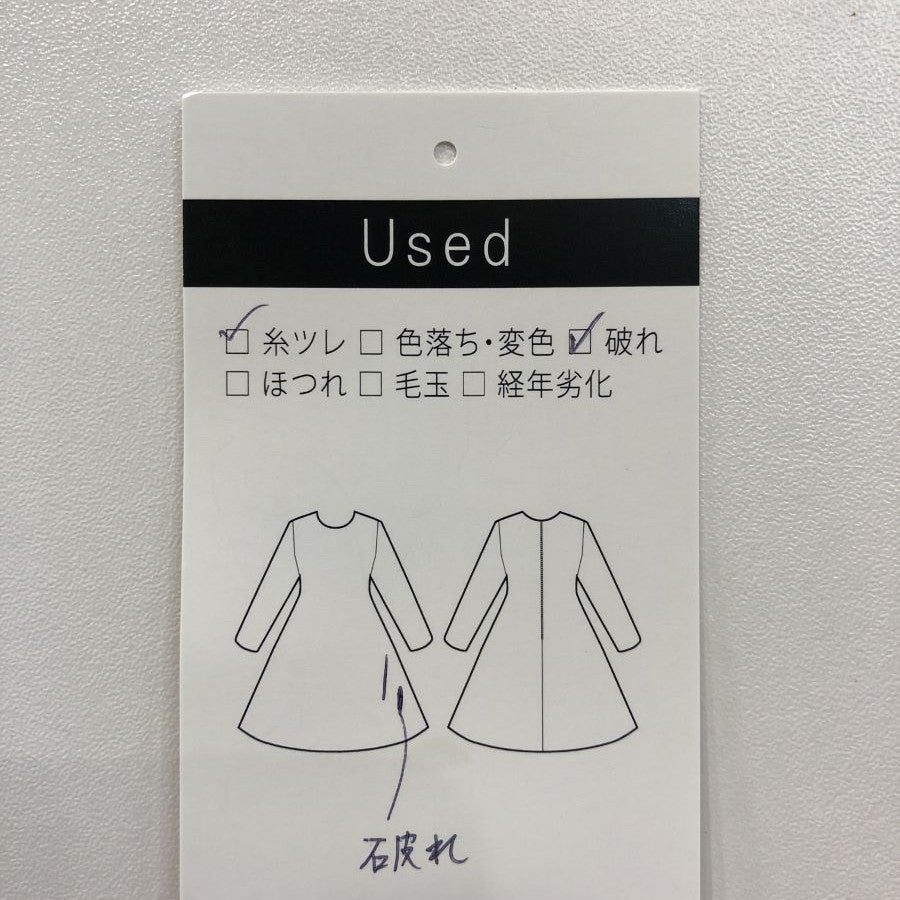 Used
☑ 糸ツレ □ 色落ち・変色 ☑ 破れ
□ ほつれ □ 毛玉 □ 経年劣化
破れ